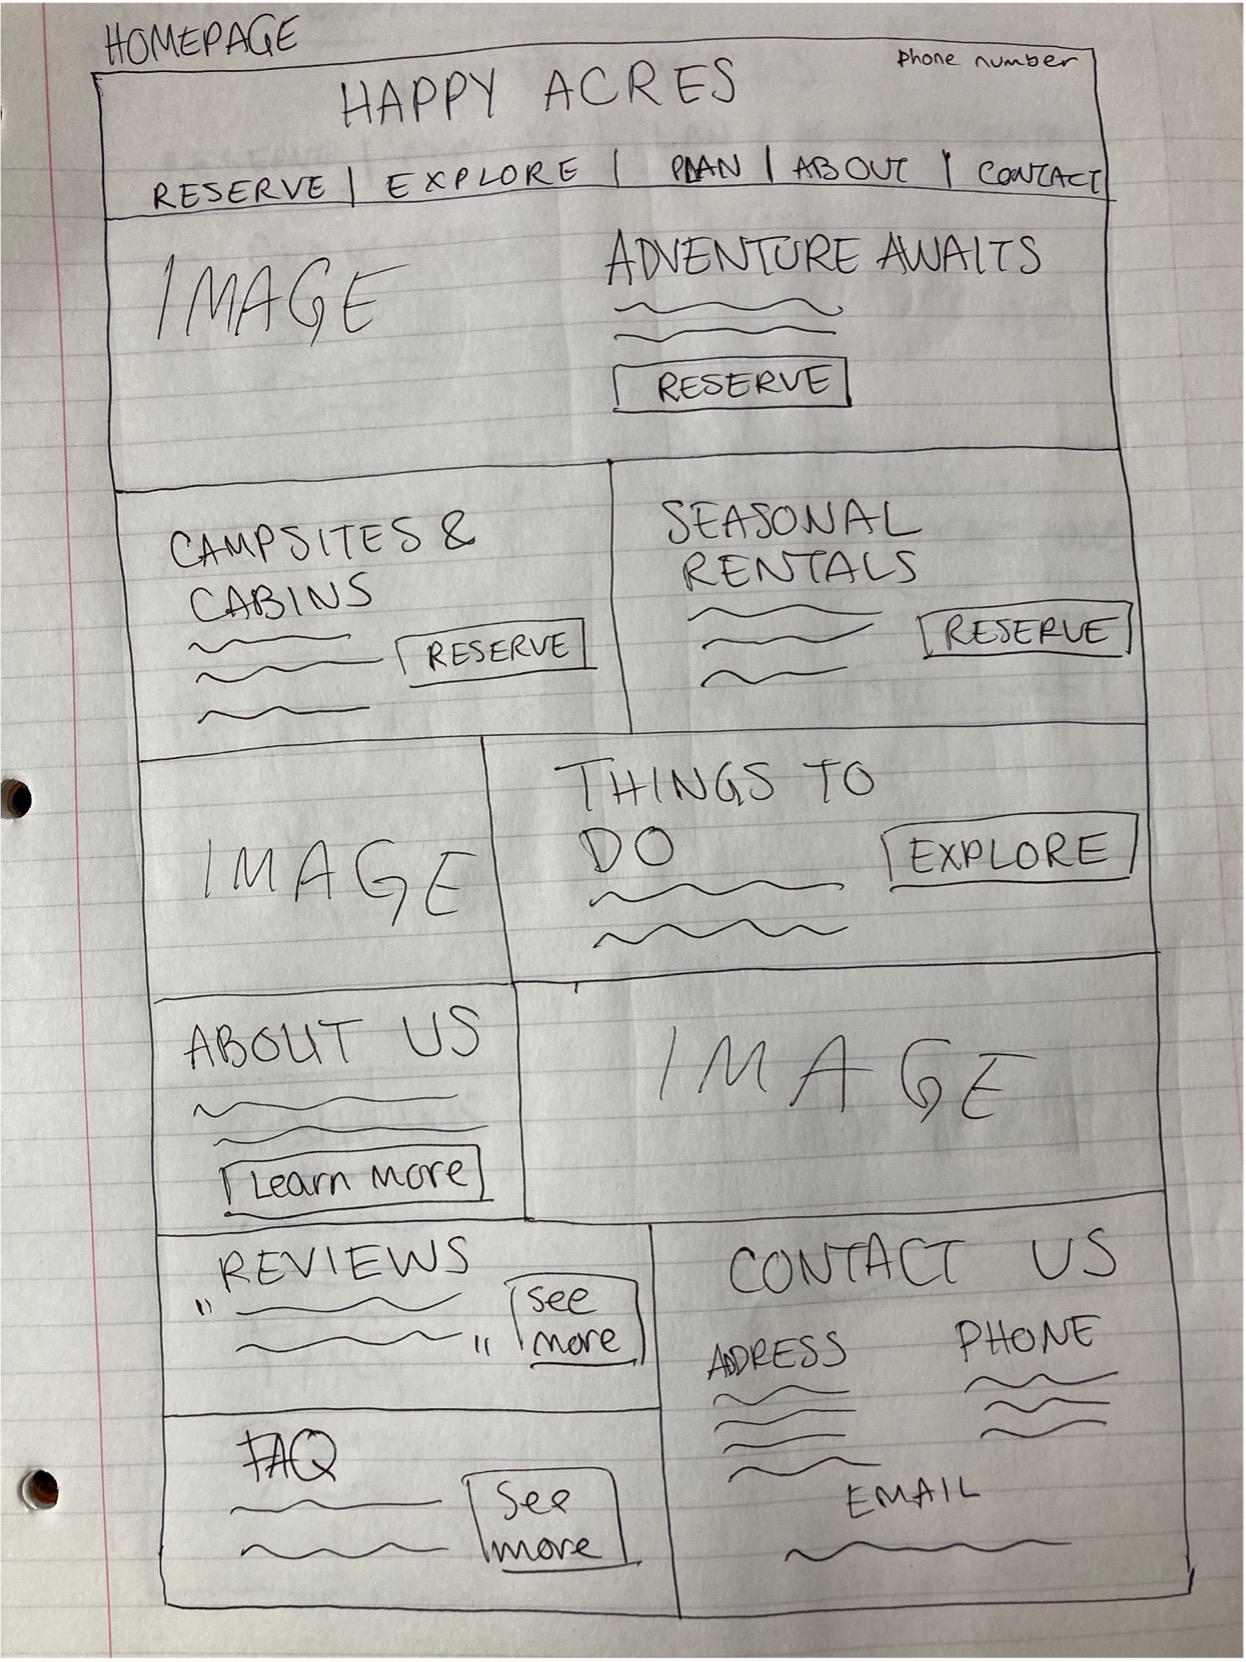 HOMEPAGE
phone number
HAPPY ACRES
RESERVE | EXPLORE | PLAN | ABOUT | CONTACT
IMAGE
ADVENTURE AWAITS
RESERVE
CAMPSITES &
CABINS
RESERVE
SEASONAL
RENTALS
RESERVE
IMAGE
THINGS TO
DO
EXPLORE
ABOUT US
Learn More
IMAGE
REVIEWS
" "
see
more
FAQ
See
more
CONTACT US
ADDRESS
PHONE
EMAIL